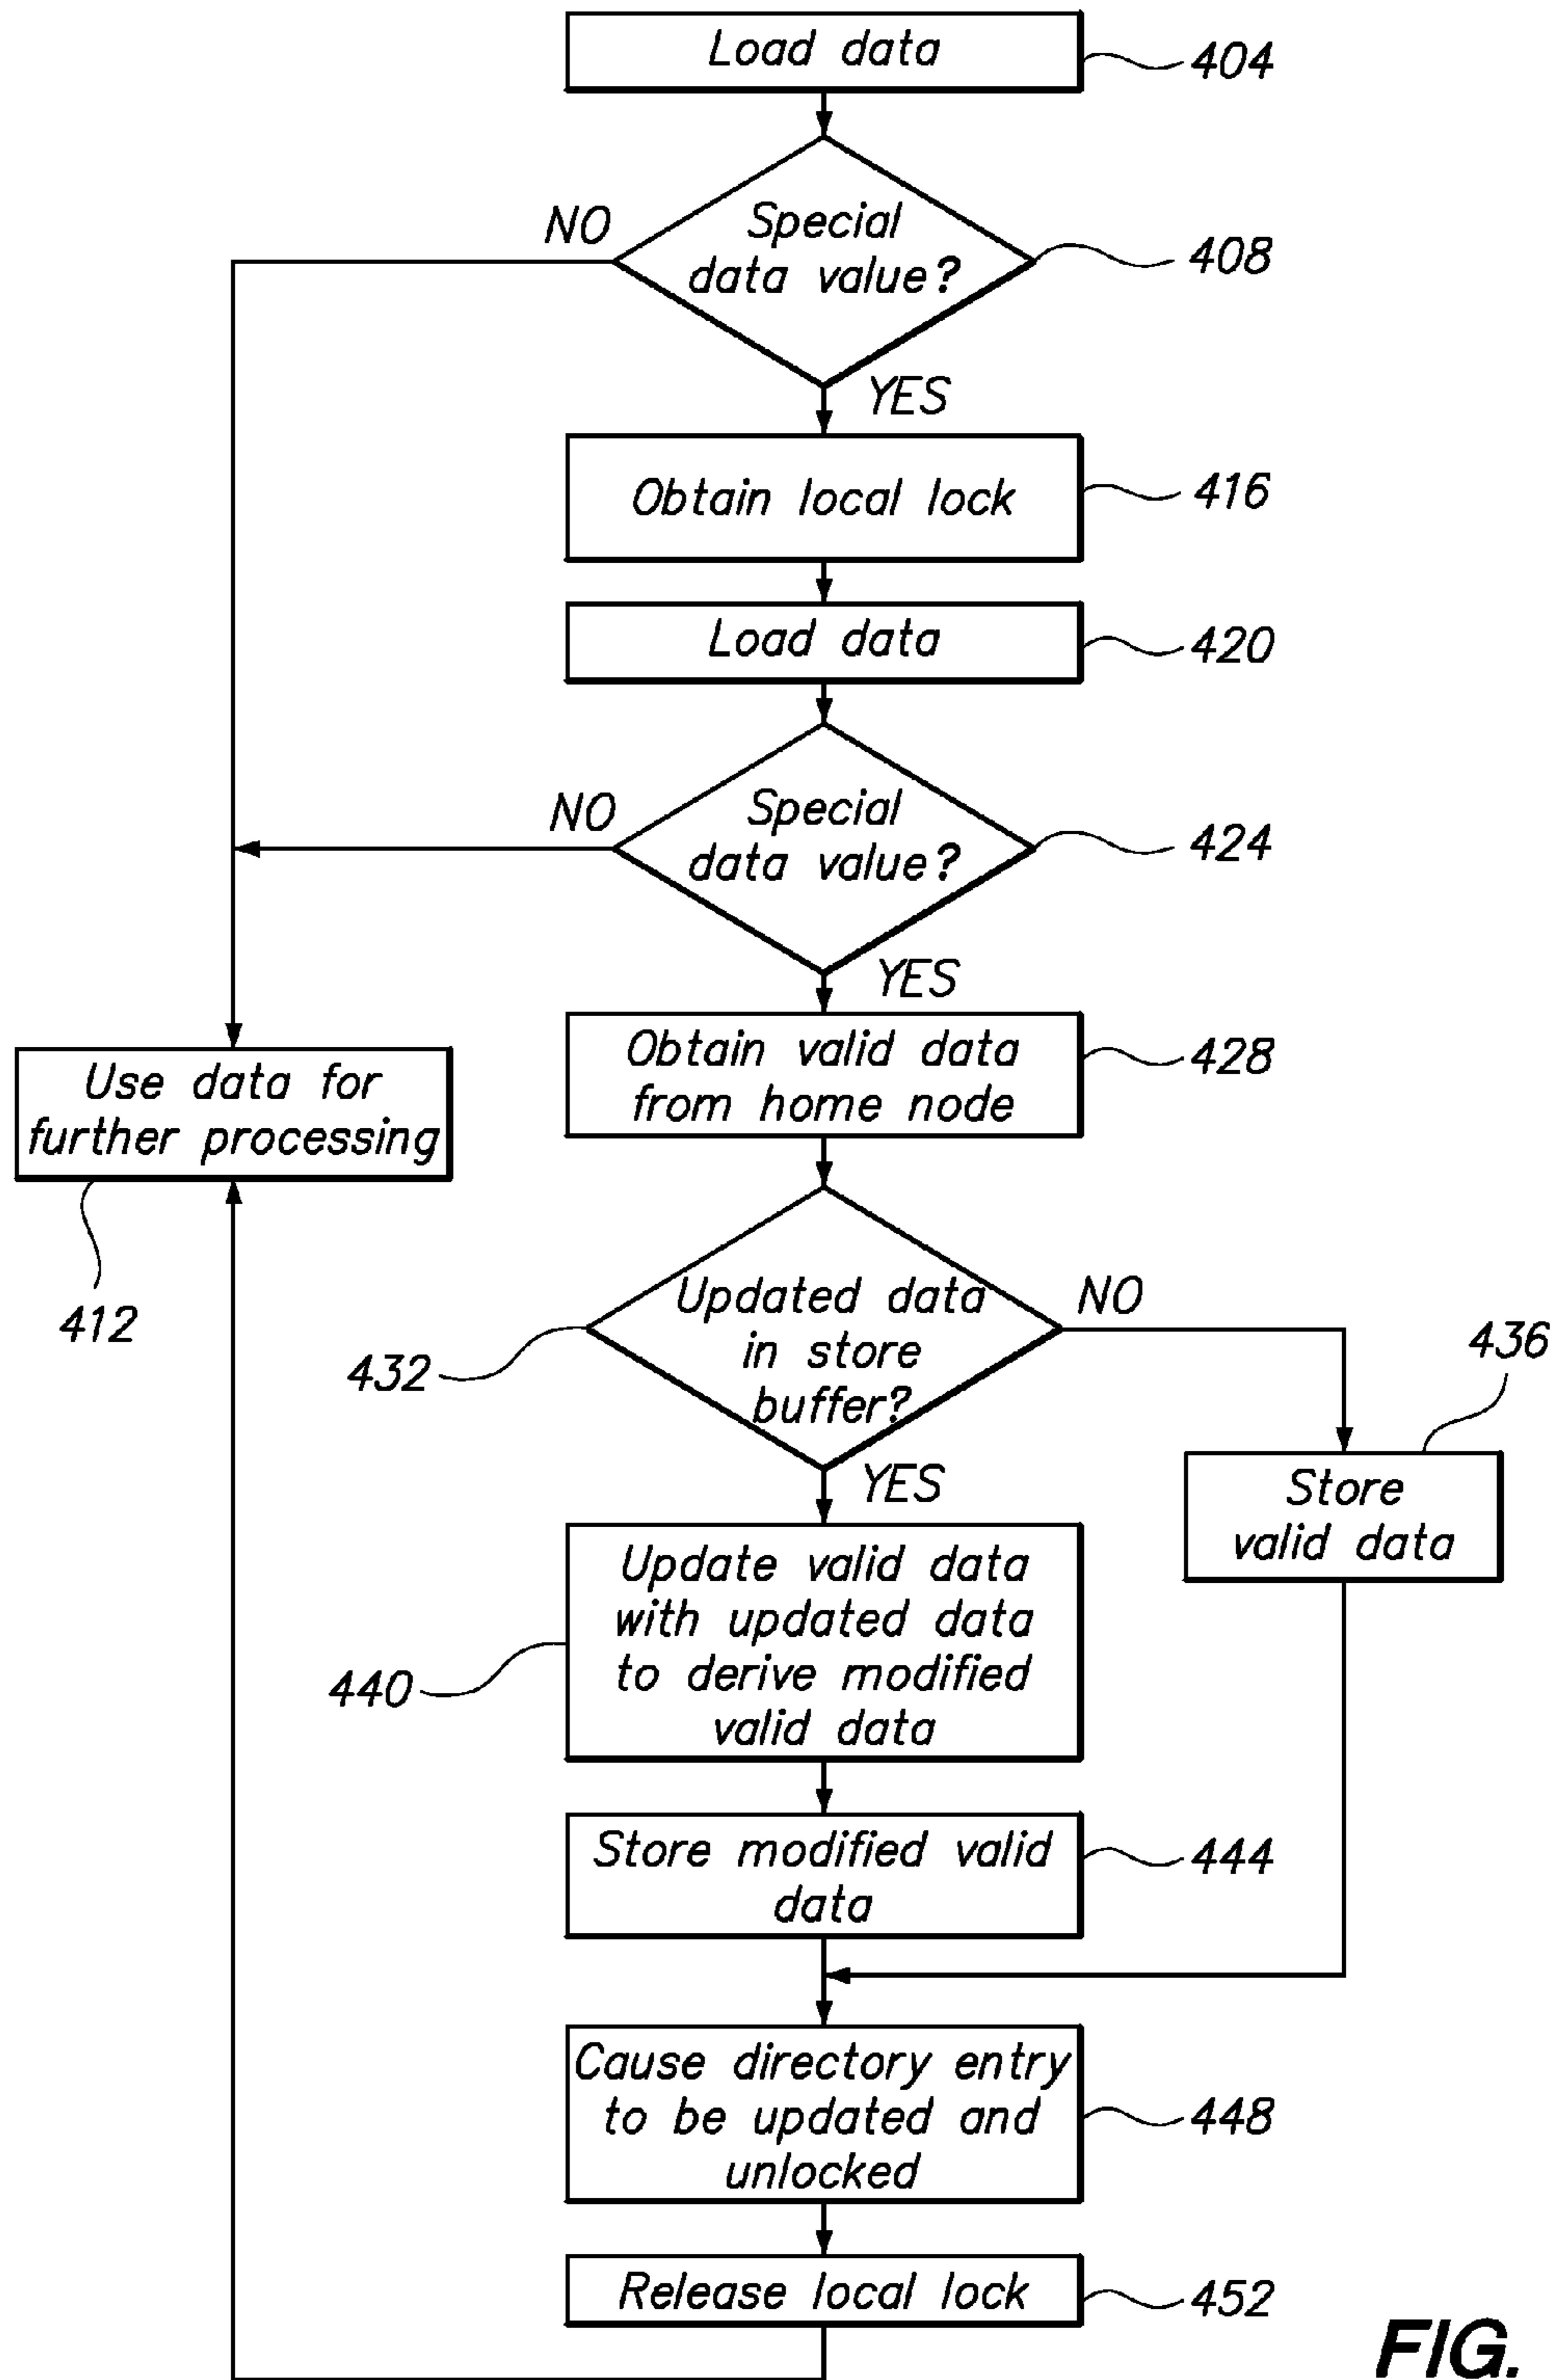 Load data
404
Special
data value?
NO
408
YES
Obtain local lock
416
Load data
420
Special
data value?
NO
424
YES
Obtain valid data
from home node
428
Use data for
further processing
412
Updated data
in store
buffer?
NO
432
436
YES
Store
valid data
Update valid data
with updated data
to derive modified
valid data
440
Store modified valid
data
444
Cause directory entry
to be updated and
unlocked
448
Release local lock
452
FIG.